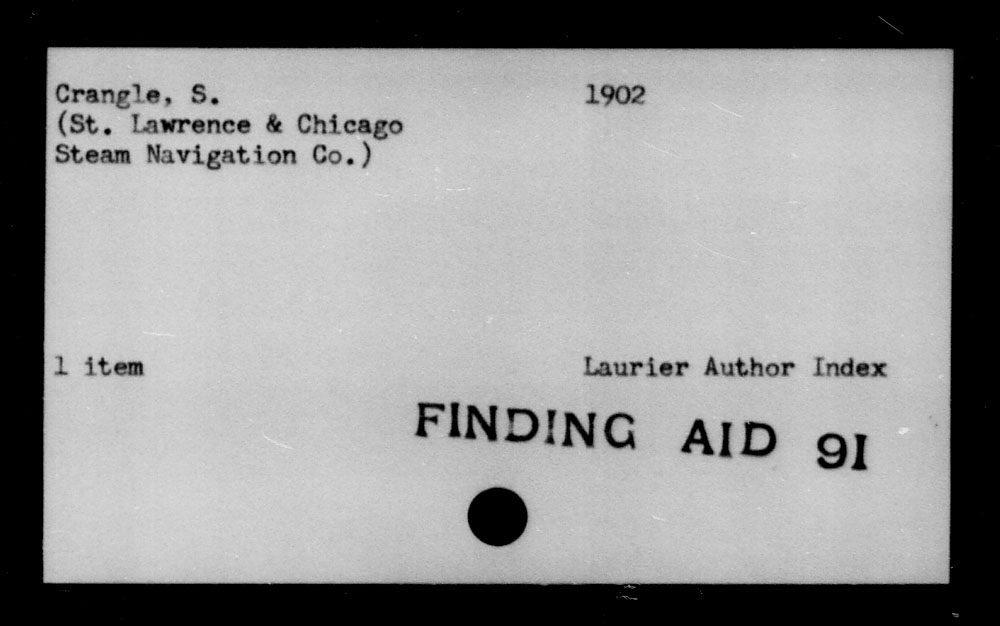 Crangle, S. 1902
(St. Lawrence & Chicago
Steam Navigation Co.)
1 item Laurier Author Index
FINDING AID 91